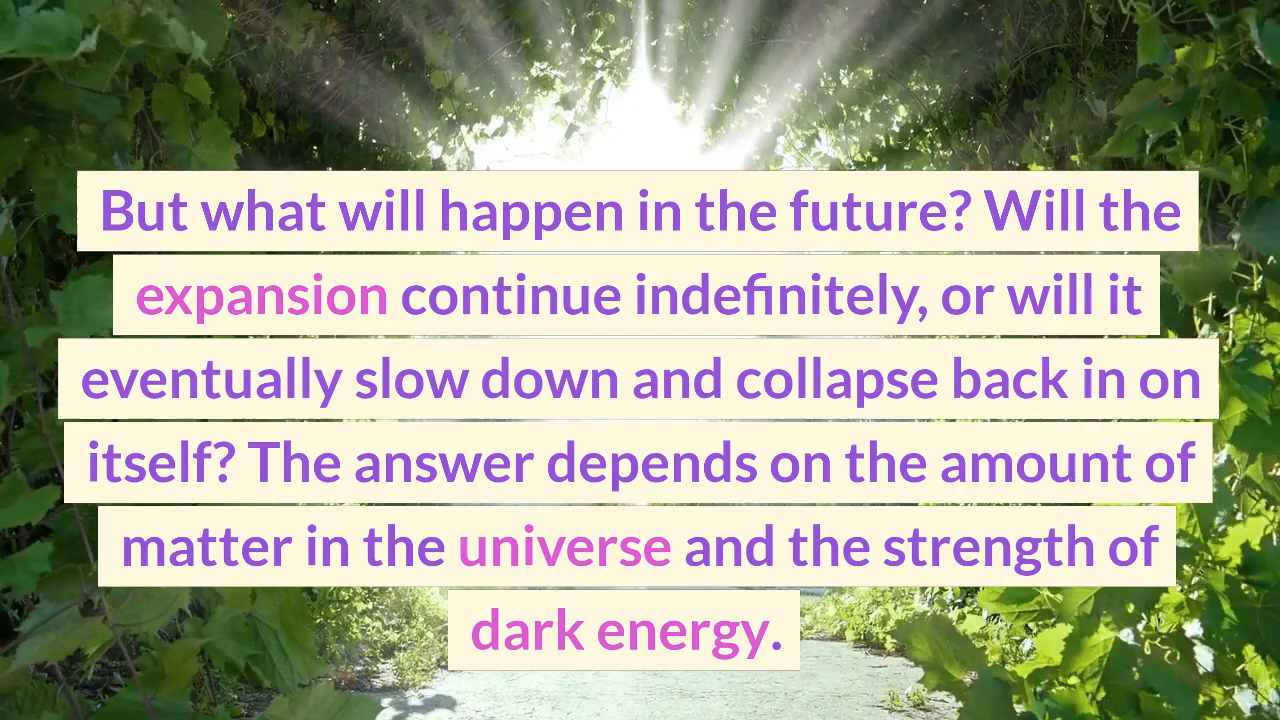 But what will happen in the future? Will the
expansion continue indefinitely, or will it
eventually slow down and collapse back in on
itself? The answer depends on the amount of
matter in the universe and the strength of
dark energy.